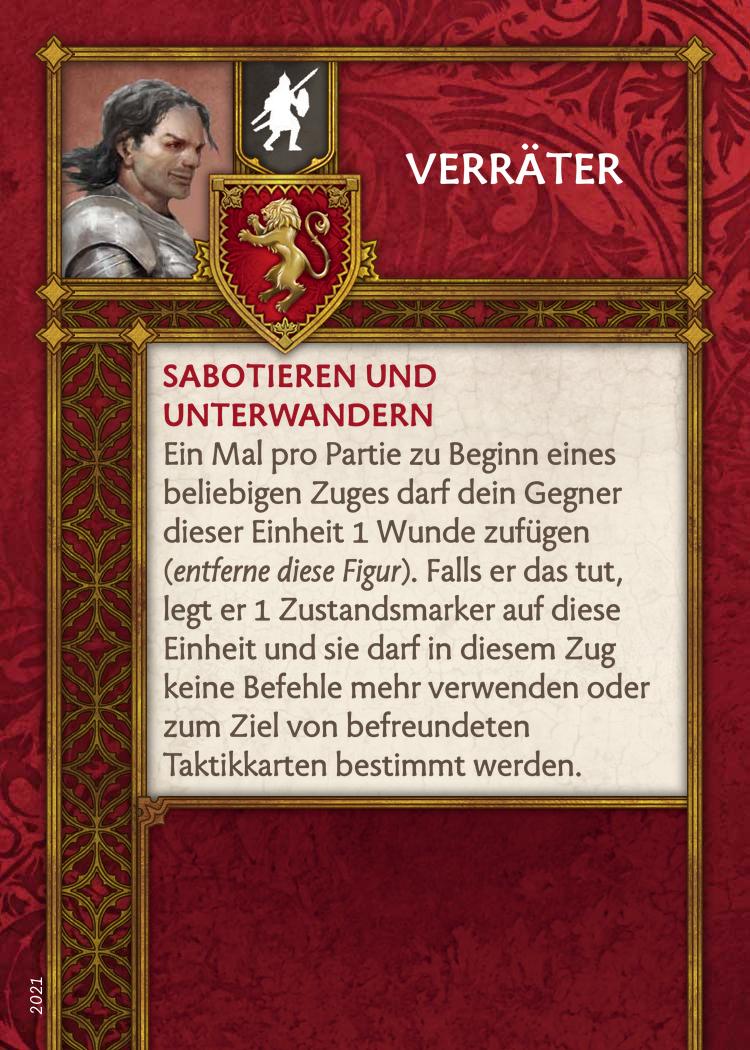 VERRÄTER
SABOTIEREN UND
UNTERWANDERN
Ein Mal pro Partie zu Beginn eines
beliebigen Zuges darf dein Gegner
dieser Einheit 1 Wunde zufügen
(entferne diese Figur). Falls er das tut,
legt er 1 Zustandsmarker auf diese
Einheit und sie darf in diesem Zug
keine Befehle mehr verwenden oder
zum Ziel von befreundeten
Taktikkarten bestimmt werden.
2021